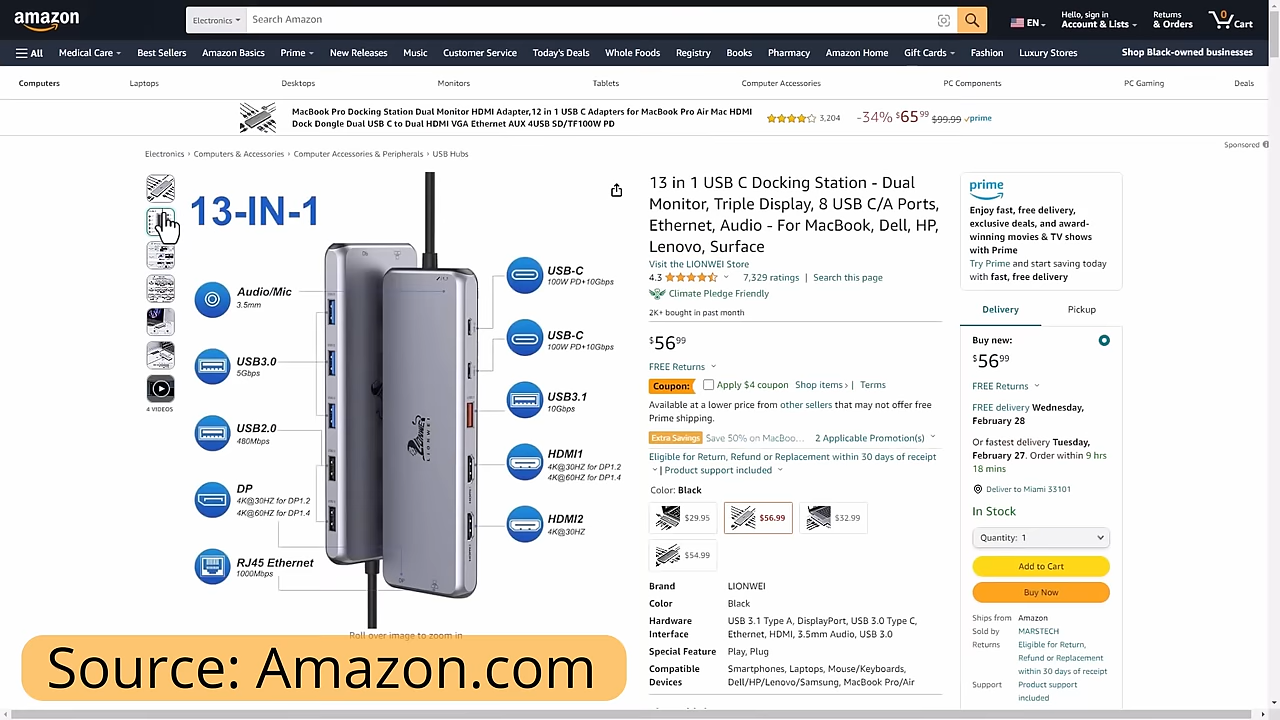 amazon
Electronics
Search Amazon
EN
Hello, sign in
Account & Lists
Returns
& Orders
0
Cart
All
Medical Care
Best Sellers
Amazon Basics
Prime
New Releases
Music
Customer Service
Today's Deals
Whole Foods
Registry
Books
Pharmacy
Amazon Home
Gift Cards
Fashion
Luxury Stores
Shop Black-owned businesses
Computers
Laptops
Desktops
Monitors
Tablets
Computer Accessories
PC Components
PC Gaming
Deals
MacBook Pro Docking Station Dual Monitor HDMI Adapter,12 in 1 USB C Adapters for MacBook Pro Air Mac HDMI
Dock Dongle Dual USB C to Dual HDMI VGA Ethernet AUX 4USB SD/TF100W PD
3,204
-34% $6599 $99.99 prime
Sponsored
Electronics › Computers & Accessories › Computer Accessories & Peripherals › USB Hubs
4 VIDEOS
13-IN-1
Audio/Mic
3.5mm
USB3.0
5Gbps
USB2.0
480Mbps
DP
4K@30HZ for DP1.2
4K@60HZ for DP1.4
RJ45 Ethernet
1000Mbps
LIONWEI
USB-C
100W PD+10Gbps
USB-C
100W PD+10Gbps
USB3.1
10Gbps
HDMI1
4K@30HZ for DP1.2
4K@60HZ for DP1.4
HDMI2
4K@30HZ
Roll over image to zoom in
Source: Amazon.com
13 in 1 USB C Docking Station - Dual
Monitor, Triple Display, 8 USB C/A Ports,
Ethernet, Audio - For MacBook, Dell, HP,
Lenovo, Surface
Visit the LIONWEI Store
4.3 7,329 ratings | Search this page
Climate Pledge Friendly
2K+ bought in past month
$5699
FREE Returns
Coupon: Apply $4 coupon Shop items › | Terms
Available at a lower price from other sellers that may not offer free
Prime shipping.
Extra Savings Save 50% on MacBoo... 2 Applicable Promotion(s)
Eligible for Return, Refund or Replacement within 30 days of receipt
| Product support included
Color: Black
$29.95
$56.99
$32.99
$54.99
Brand LIONWEI
Color Black
Hardware USB 3.1 Type A, DisplayPort, USB 3.0 Type C,
Interface Ethernet, HDMI, 3.5mm Audio, USB 3.0
Special Feature Play, Plug
Compatible Smartphones, Laptops, Mouse/Keyboards,
Devices Dell/HP/Lenovo/Samsung, MacBook Pro/Air
prime
Enjoy fast, free delivery,
exclusive deals, and award-
winning movies & TV shows
with Prime
Try Prime and start saving today
with fast, free delivery
Delivery
Pickup
Buy new:
$5699
FREE Returns
FREE delivery Wednesday,
February 28
Or fastest delivery Tuesday,
February 27. Order within 9 hrs
18 mins
Deliver to Miami 33101
In Stock
Quantity: 1
Add to Cart
Buy Now
Ships from Amazon
Sold by MARSTECH
Returns Eligible for Return,
Refund or Replacement
within 30 days of receipt
Support Product support
included